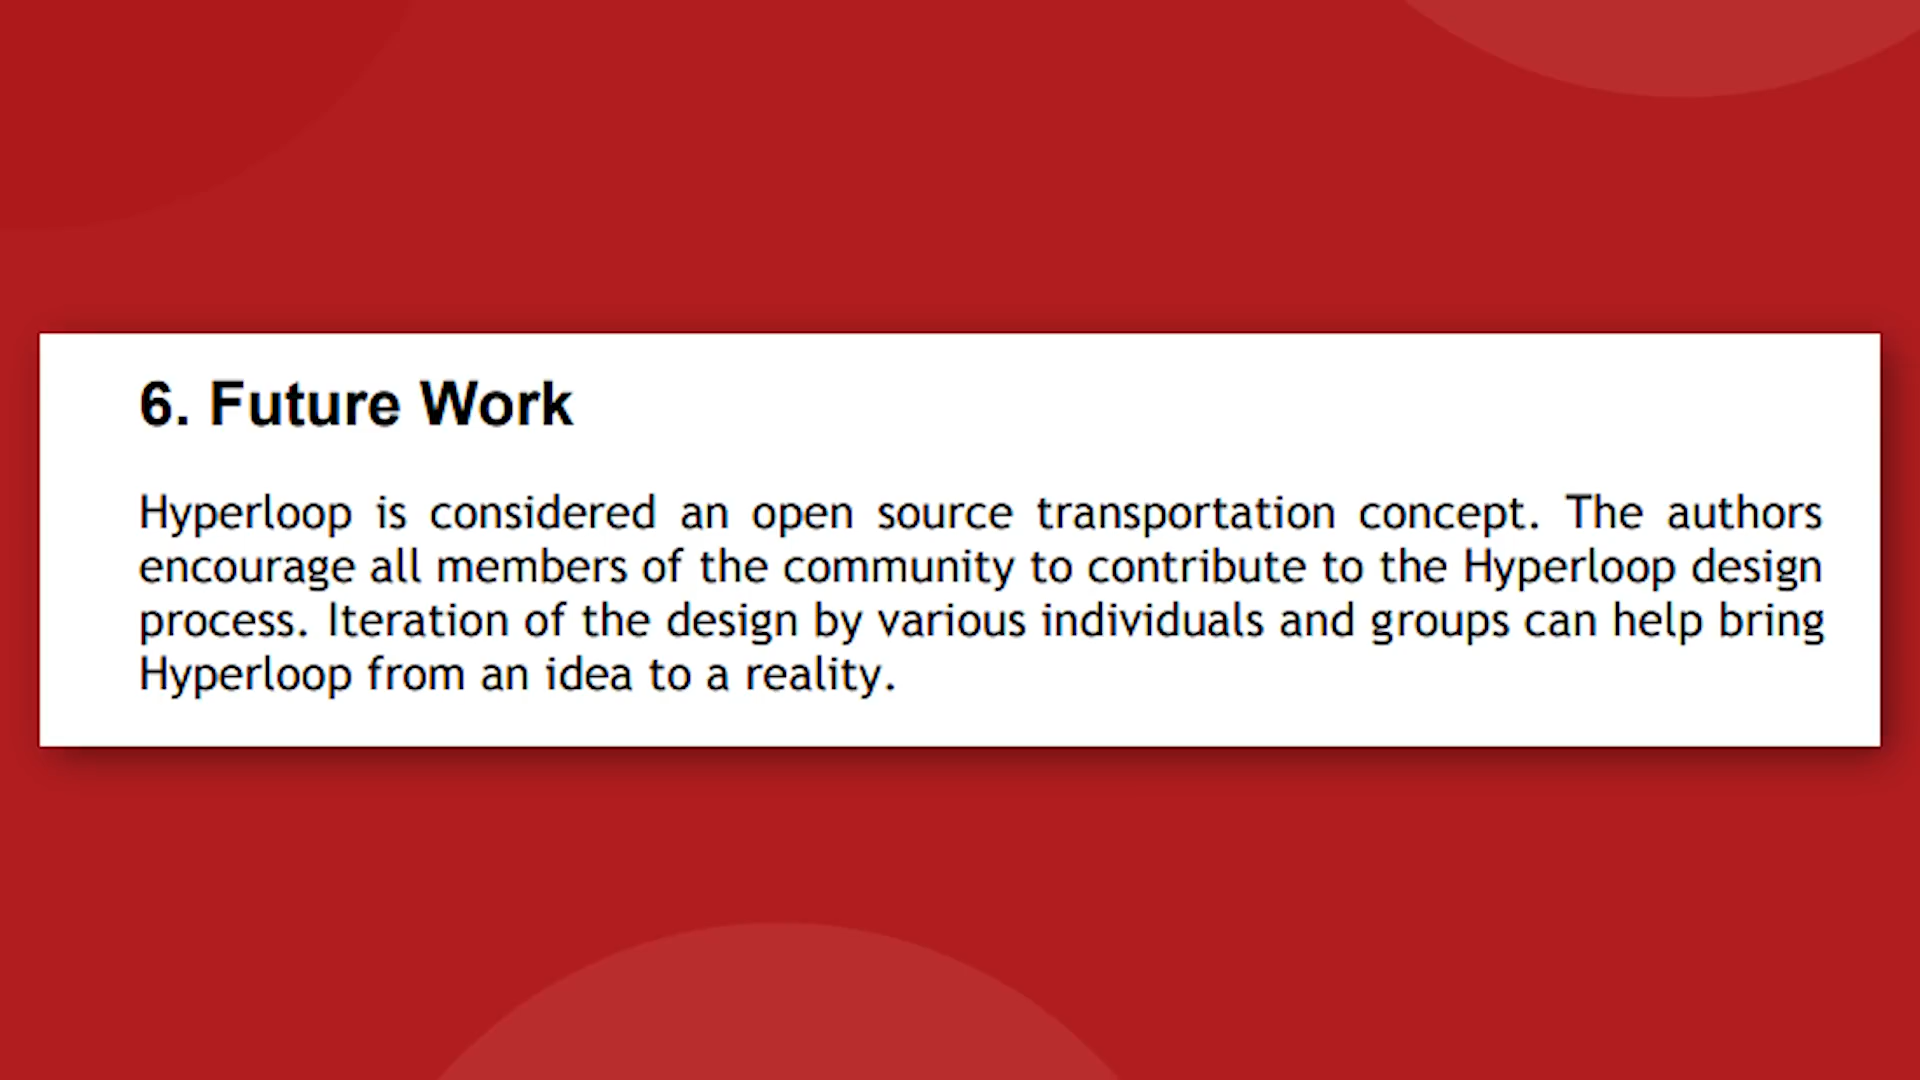 6. Future Work
Hyperloop is considered an open source transportation concept. The authors
encourage all members of the community to contribute to the Hyperloop design
process. Iteration of the design by various individuals and groups can help bring
Hyperloop from an idea to a reality.